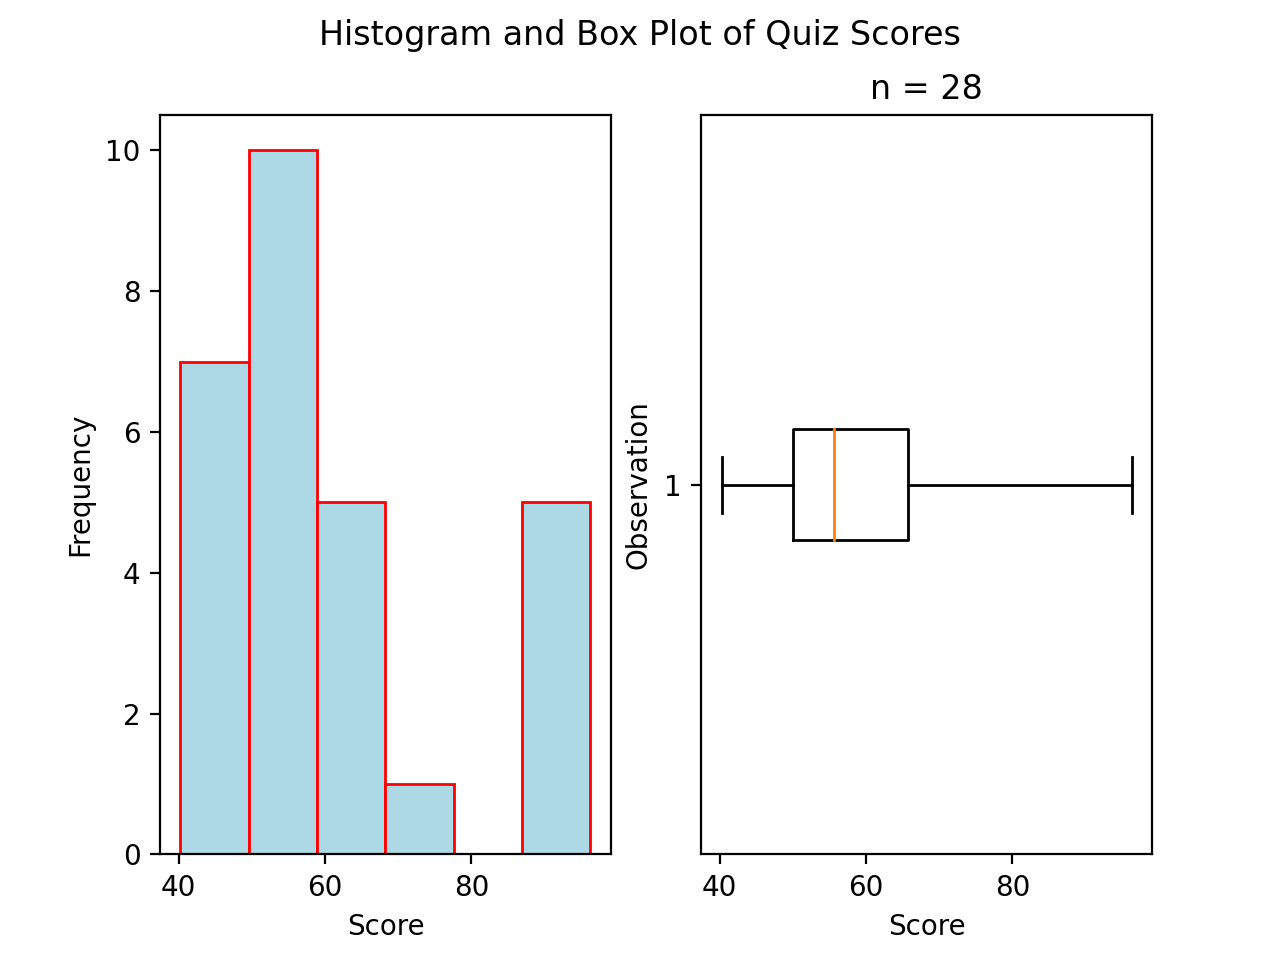 Histogram and Box Plot of Quiz Scores
10
8
6
4
2
0
Frequency
40 60 80
Score
n = 28
Observation
1
40 60 80
Score